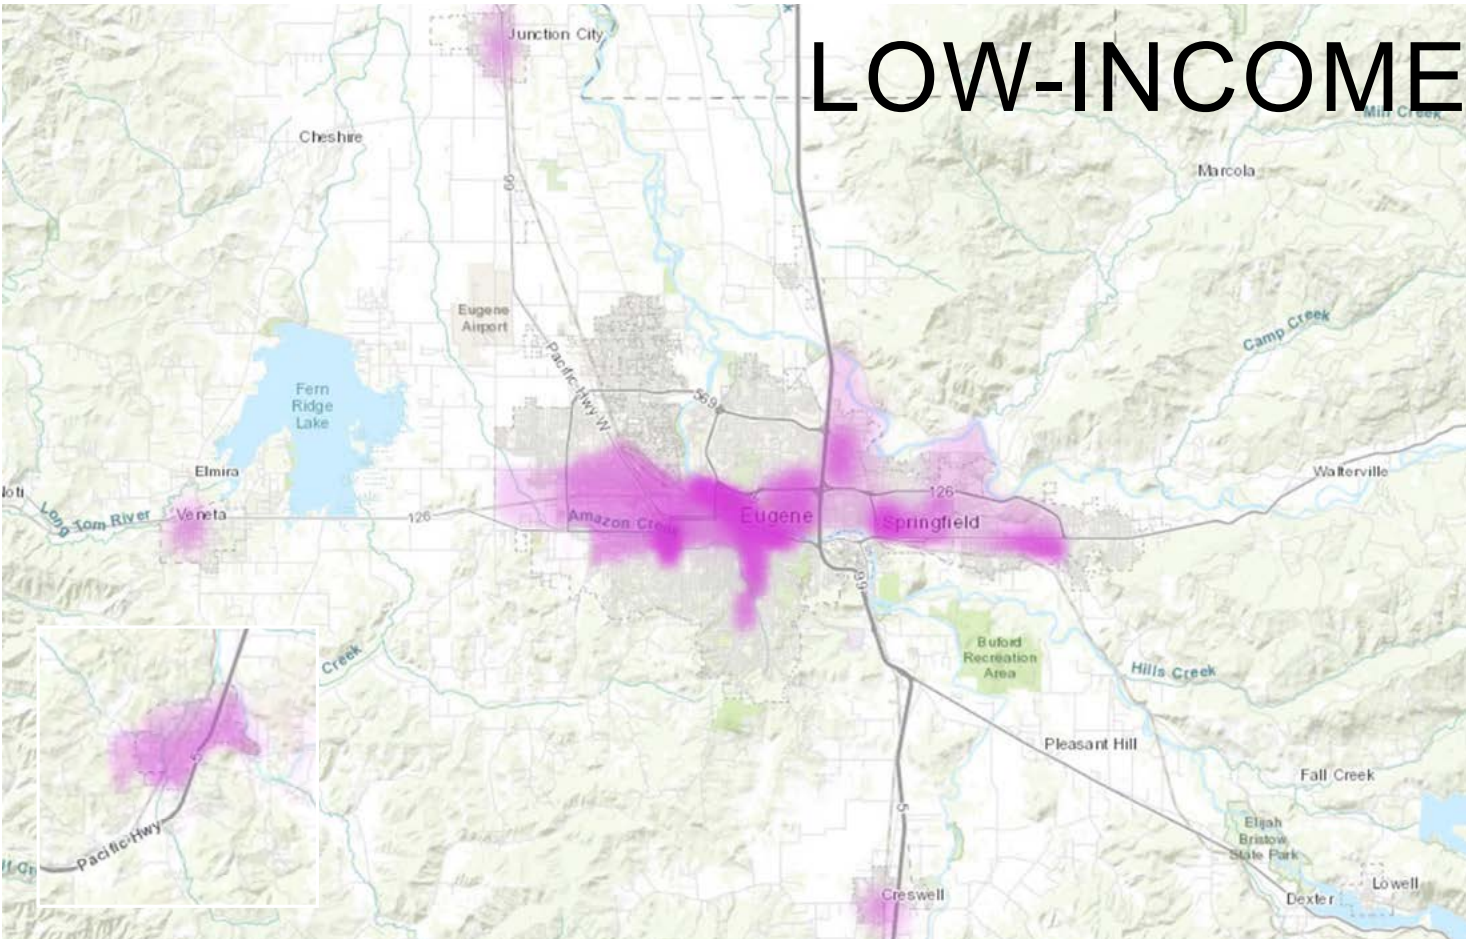 LOW-INCOME
Junction City
Mill Creek
Cheshire
Marcola
99
Eugene
Airport
Camp Creek
Pacific Hwy W
569
Fern
Ridge
Lake
Elmira
Walterville
126
Long Tom River
Veneta
126
Amazon Creek
Eugene
Springfield
99
Buford
Recreation
Area
Creek
Hills Creek
Pleasant Hill
5
Fall Creek
5
Elijah
Bristow
State Park
Pacific Hwy
Creswell
Lowell
Dexter